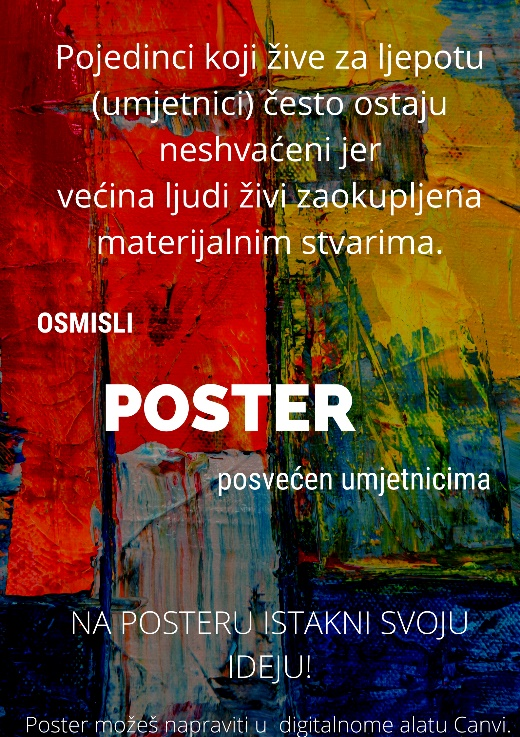 Pojedinci koji žive za ljepotu
(umjetnici) često ostaju
neshvaćeni jer
većina ljudi živi zaokupljena
materijalnim stvarima.
OSMISLI
POSTER
posvećen umjetnicima
NA POSTERU ISTAKNI SVOJU
IDEJU!
Poster možeš napraviti u digitalnome alatu Canvi.